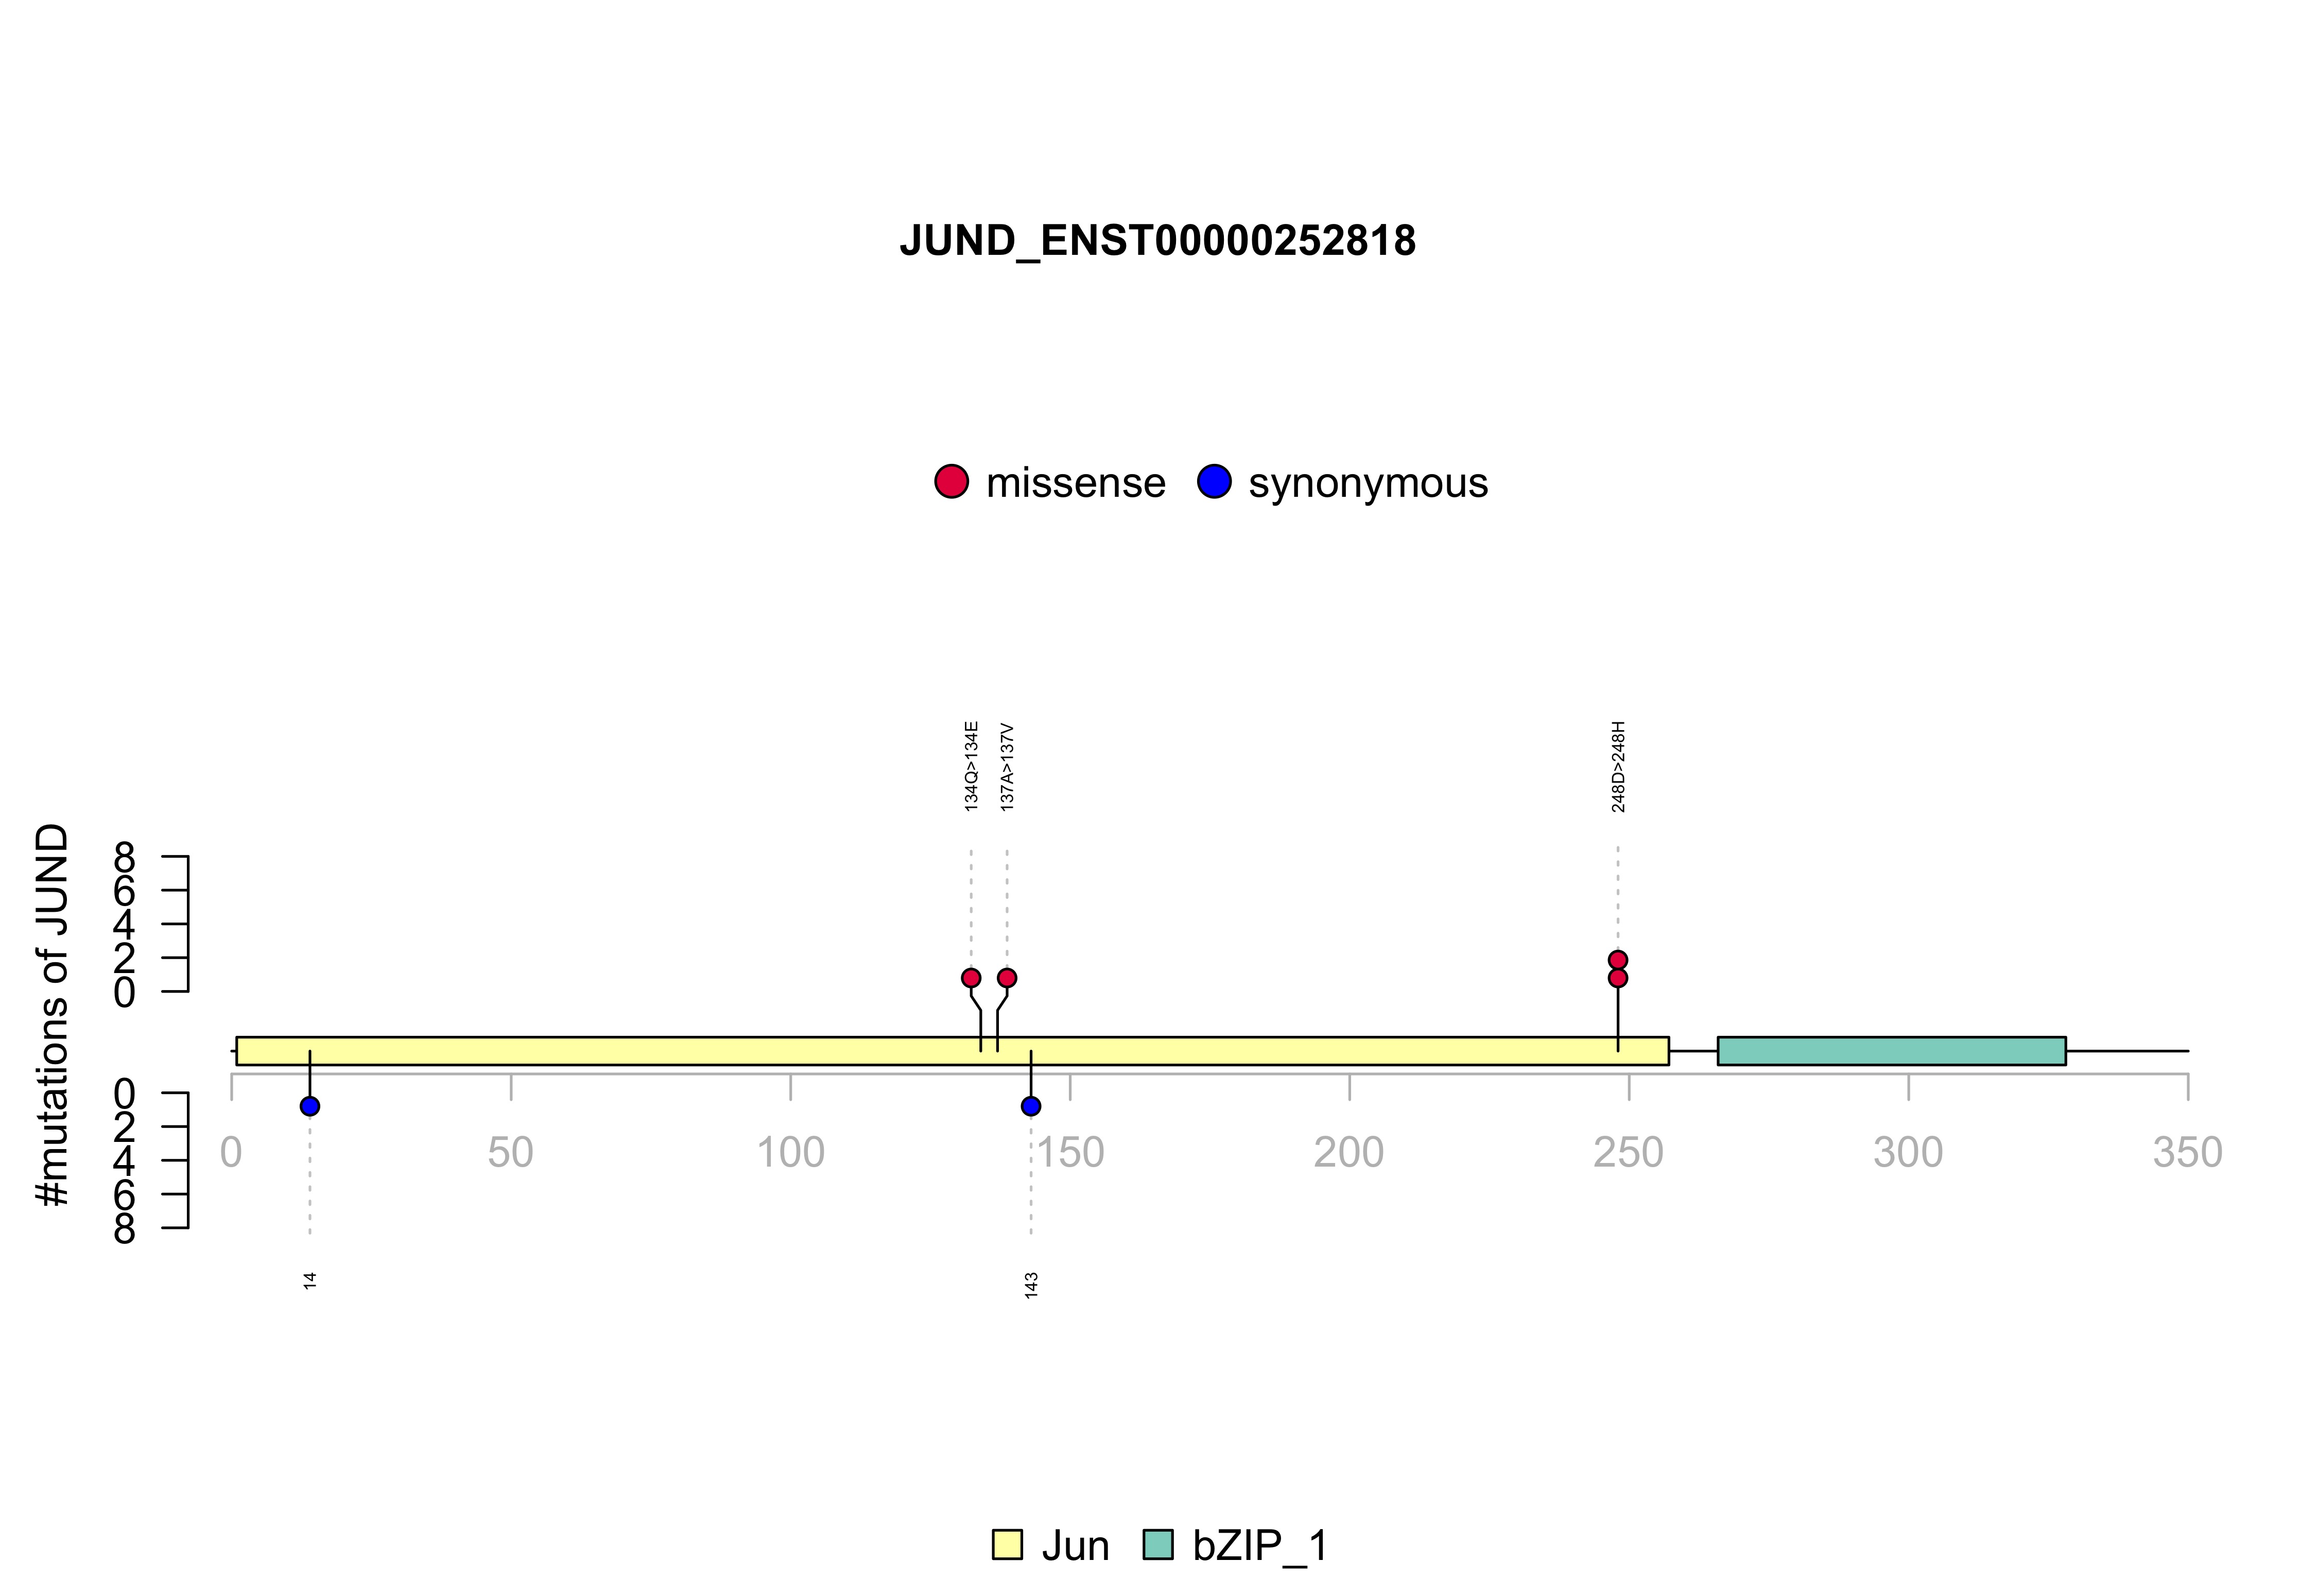 JUND_ENST00000252818
missense synonymous
134Q>134E
137A>137V
248D>248H
#mutations of JUND
8
6
4
2
0
0
2
4
6
8
0 50 100 150 200 250 300 350
14
143
Jun bZIP_1